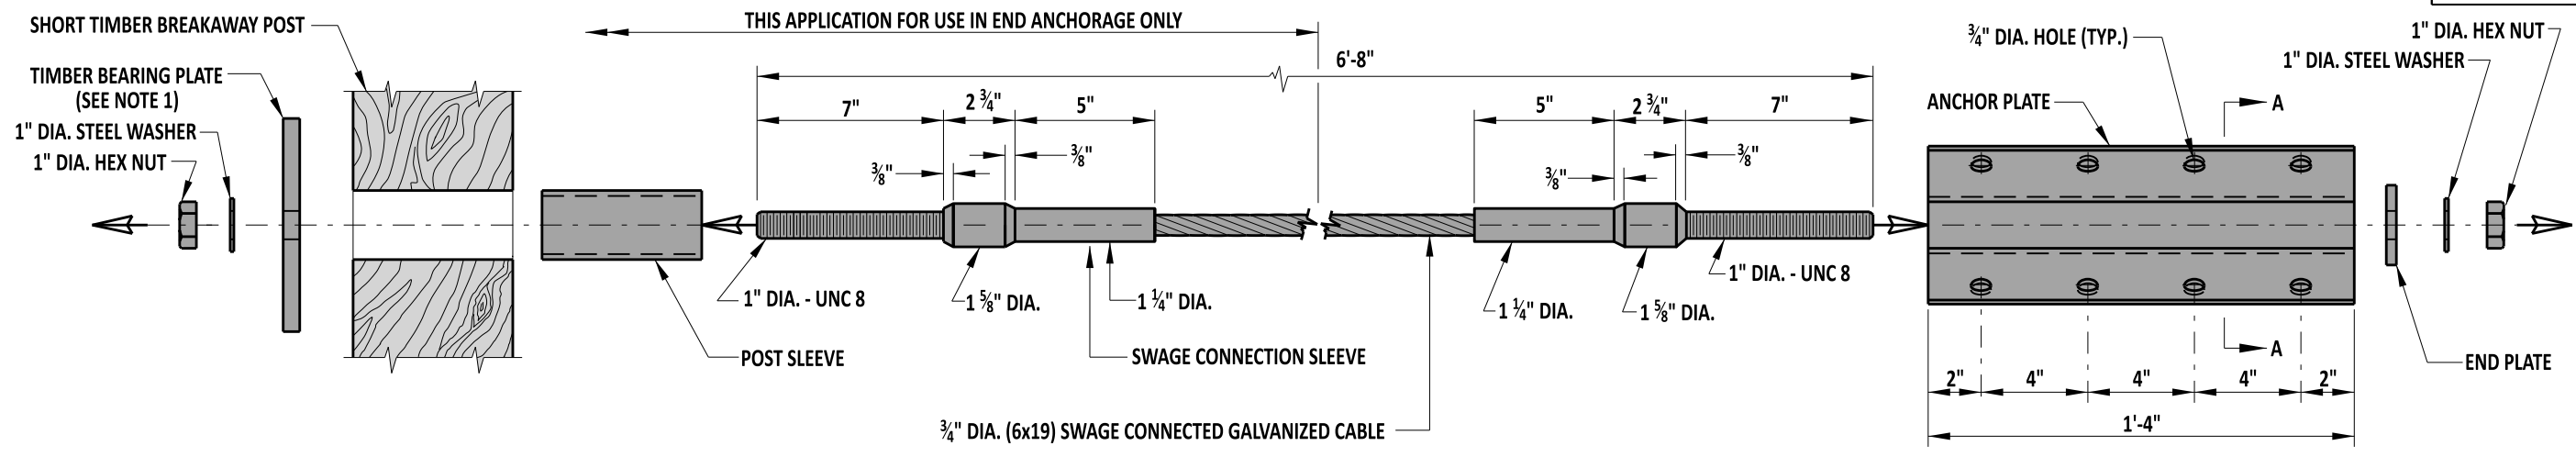 SHORT TIMBER BREAKAWAY POST
TIMBER BEARING PLATE
(SEE NOTE 1)
1" DIA. STEEL WASHER
1" DIA. HEX NUT
THIS APPLICATION FOR USE IN END ANCHORAGE ONLY
6'-8"
7"
2 ¾"
5"
⅜"
⅜"
5"
2 ¾"
7"
⅜"
⅜"
1" DIA. - UNC 8
1 ⅝" DIA.
1 ¼" DIA.
POST SLEEVE
SWAGE CONNECTION SLEEVE
¾" DIA. (6x19) SWAGE CONNECTED GALVANIZED CABLE
1 ¼" DIA.
1 ⅝" DIA.
1" DIA. - UNC 8
¾" DIA. HOLE (TYP.)
ANCHOR PLATE
A
A
1" DIA. HEX NUT
1" DIA. STEEL WASHER
END PLATE
2"
4"
4"
4"
2"
1'-4"